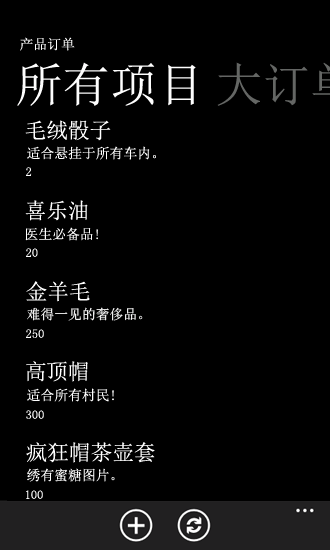 产品订单
所有项目 大订单
毛绒骰子
适合悬挂于所有车内。
2
喜乐油
医生必备品!
20
金羊毛
难得一见的奢侈品。
250
高顶帽
适合所有村民!
300
疯狂帽茶壶套
绣有蜜糖图片。
100